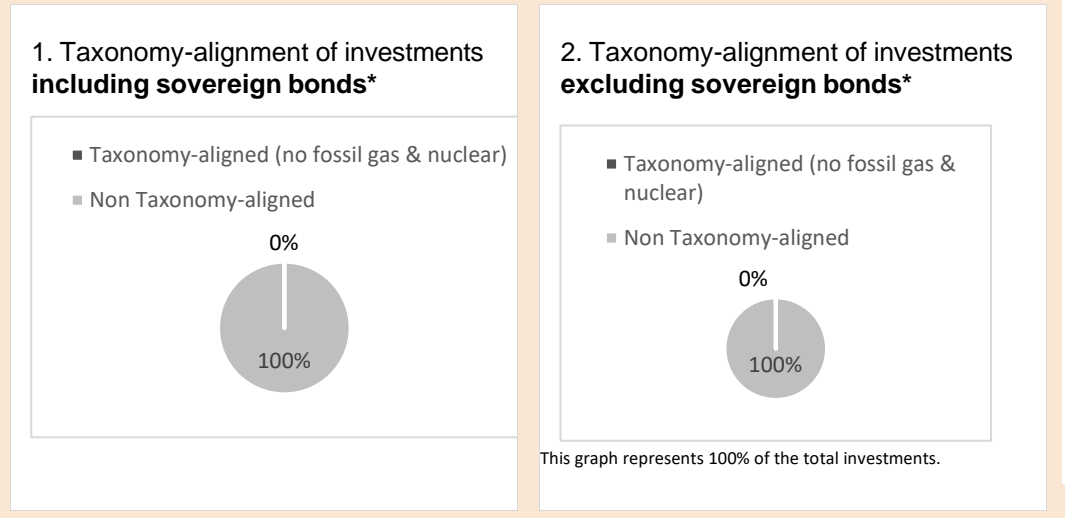 1. Taxonomy-alignment of investments
including sovereign bonds*
Taxonomy-aligned (no fossil gas & nuclear)
Non Taxonomy-aligned
0%
100%
2. Taxonomy-alignment of investments
excluding sovereign bonds*
Taxonomy-aligned (no fossil gas &
nuclear)
Non Taxonomy-aligned
0%
100%
This graph represents 100% of the total investments.